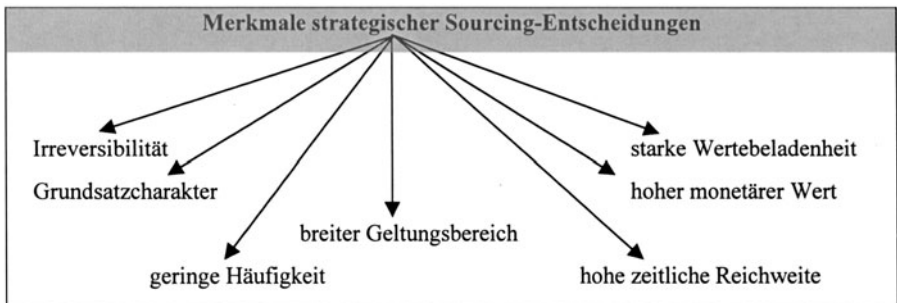 Merkmale strategischer Sourcing-Entscheidungen
Irreversibilität
starke Wertebeladenheit
Grundsatzcharakter
hoher monetärer Wert
breiter Geltungsbereich
geringe Häufigkeit
hohe zeitliche Reichweite